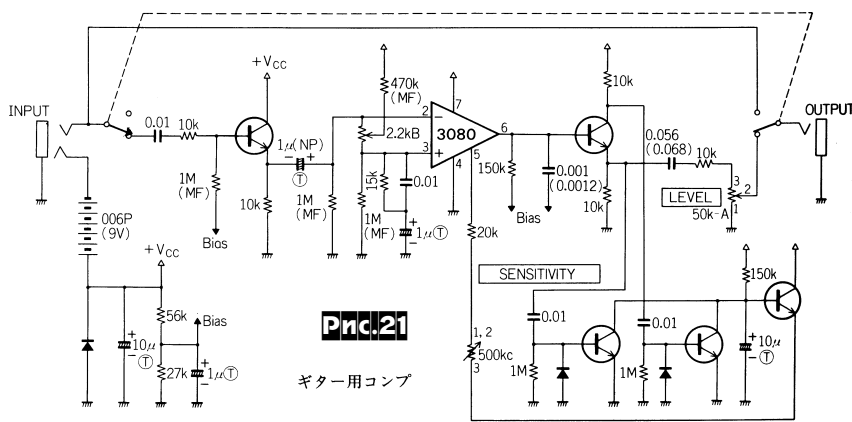 INPUT
0.01
10k
1M
(MF)
Bias
+VCC
10k
1μ(NP)
-
+
Ⓣ
1M
(MF)
470k
(MF)
2.2kB
15k
0.01
1M
(MF)
+
-
1μⓉ
2
-
3
+
3080
7
6
5
4
150k
Bias
0.001
(0.0012)
10k
10k
0.056
(0.068)
10k
LEVEL
3
2
1
50k-A
OUTPUT
20k
SENSITIVITY
1, 2
500kc
3
0.01
1M
0.01
1M
150k
+
10μ
-
Ⓣ
006P
(9V)
+VCC
56k
Bias
+
10μ
-
Ⓣ
27k
+
1μⓉ
-
Pnc.21
ギター用コンプ